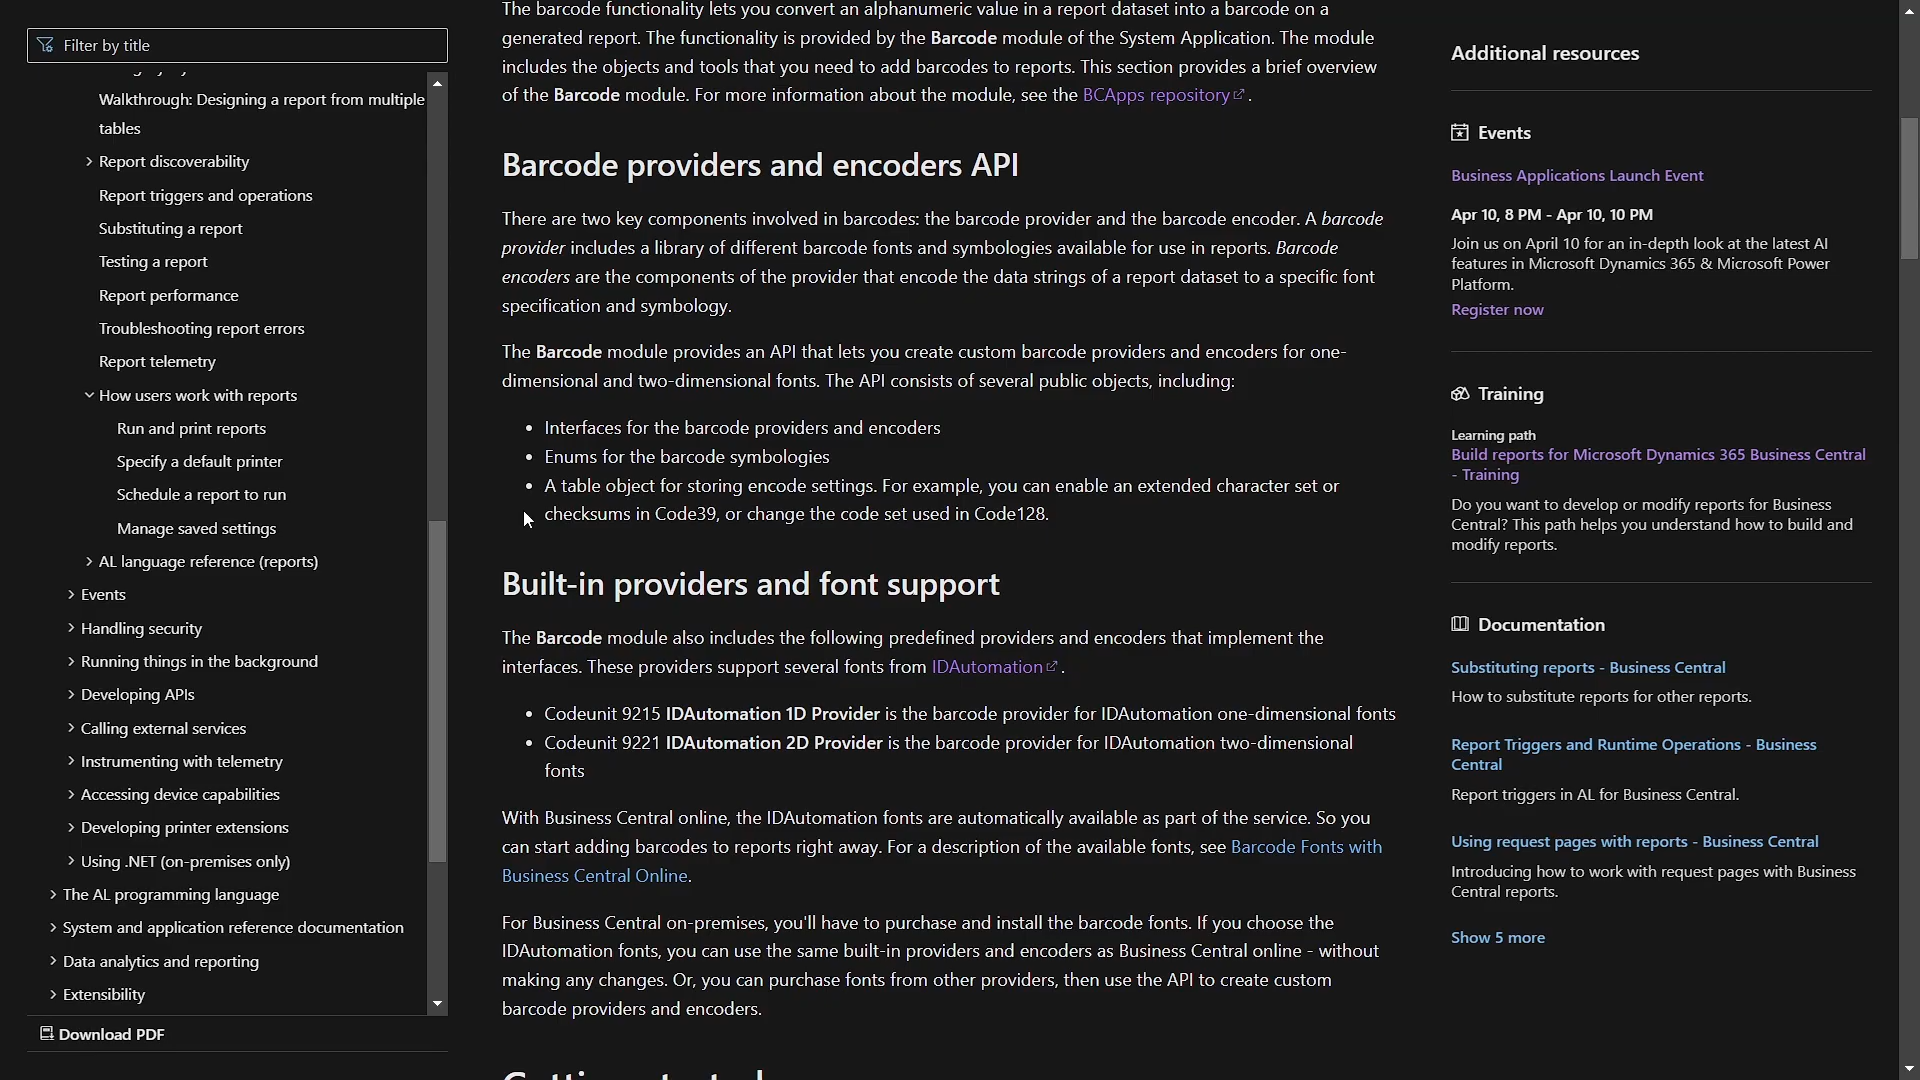 Filter by title
Walkthrough: Designing a report from multiple
tables
Report discoverability
Report triggers and operations
Substituting a report
Testing a report
Report performance
Troubleshooting report errors
Report telemetry
How users work with reports
Run and print reports
Specify a default printer
Schedule a report to run
Manage saved settings
AL language reference (reports)
Events
Handling security
Running things in the background
Developing APIs
Calling external services
Instrumenting with telemetry
Accessing device capabilities
Developing printer extensions
Using .NET (on-premises only)
The AL programming language
System and application reference documentation
Data analytics and reporting
Extensibility
Download PDF
The barcode functionality lets you convert an alphanumeric value in a report dataset into a barcode on a
generated report. The functionality is provided by the Barcode module of the System Application. The module
includes the objects and tools that you need to add barcodes to reports. This section provides a brief overview
of the Barcode module. For more information about the module, see the BCApps repository.
Barcode providers and encoders API
There are two key components involved in barcodes: the barcode provider and the barcode encoder. A barcode
provider includes a library of different barcode fonts and symbologies available for use in reports. Barcode
encoders are the components of the provider that encode the data strings of a report dataset to a specific font
specification and symbology.
The Barcode module provides an API that lets you create custom barcode providers and encoders for one-
dimensional and two-dimensional fonts. The API consists of several public objects, including:
• Interfaces for the barcode providers and encoders
• Enums for the barcode symbologies
• A table object for storing encode settings. For example, you can enable an extended character set or
checksums in Code39, or change the code set used in Code128.
Built-in providers and font support
The Barcode module also includes the following predefined providers and encoders that implement the
interfaces. These providers support several fonts from IDAutomation.
• Codeunit 9215 IDAutomation 1D Provider is the barcode provider for IDAutomation one-dimensional fonts
• Codeunit 9221 IDAutomation 2D Provider is the barcode provider for IDAutomation two-dimensional
fonts
With Business Central online, the IDAutomation fonts are automatically available as part of the service. So you
can start adding barcodes to reports right away. For a description of the available fonts, see Barcode Fonts with
Business Central Online.
For Business Central on-premises, you'll have to purchase and install the barcode fonts. If you choose the
IDAutomation fonts, you can use the same built-in providers and encoders as Business Central online - without
making any changes. Or, you can purchase fonts from other providers, then use the API to create custom
barcode providers and encoders.
Additional resources
Events
Business Applications Launch Event
Apr 10, 8 PM - Apr 10, 10 PM
Join us on April 10 for an in-depth look at the latest AI
features in Microsoft Dynamics 365 & Microsoft Power
Platform.
Register now
Training
Learning path
Build reports for Microsoft Dynamics 365 Business Central
- Training
Do you want to develop or modify reports for Business
Central? This path helps you understand how to build and
modify reports.
Documentation
Substituting reports - Business Central
How to substitute reports for other reports.
Report Triggers and Runtime Operations - Business
Central
Report triggers in AL for Business Central.
Using request pages with reports - Business Central
Introducing how to work with request pages with Business
Central reports.
Show 5 more